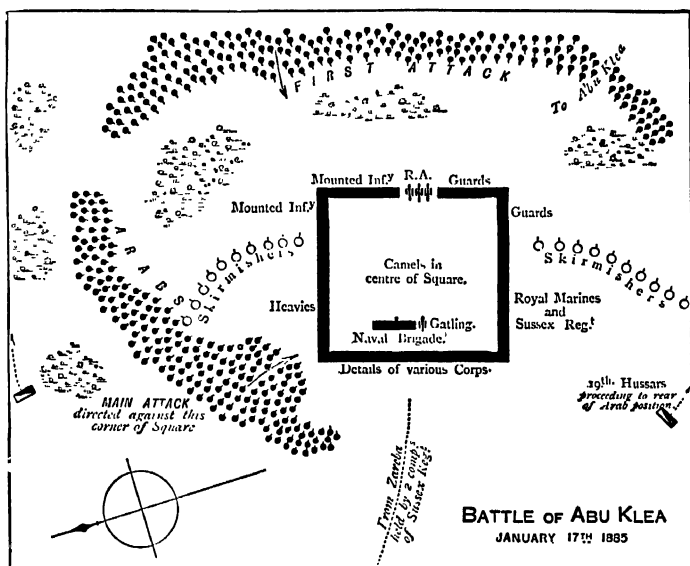 FIRST ATTACK
To Abu Klea
Mounted Inf.y
R.A.
Guards
Mounted Inf.y
Guards
ARABS
Skirmishers
Skirmishers
Camels in
centre of Square.
Heavies
Royal Marines
and
Sussex Reg.t
Gatling.
Naval Brigade.
Details of various Corps.
MAIN ATTACK
directed against this
corner of Square
19th. Hussars
proceeding to rear
of Arab position
From Zareba
held by 2 comps.
of Sussex Regt.
BATTLE OF ABU KLEA
JANUARY 17TH 1885